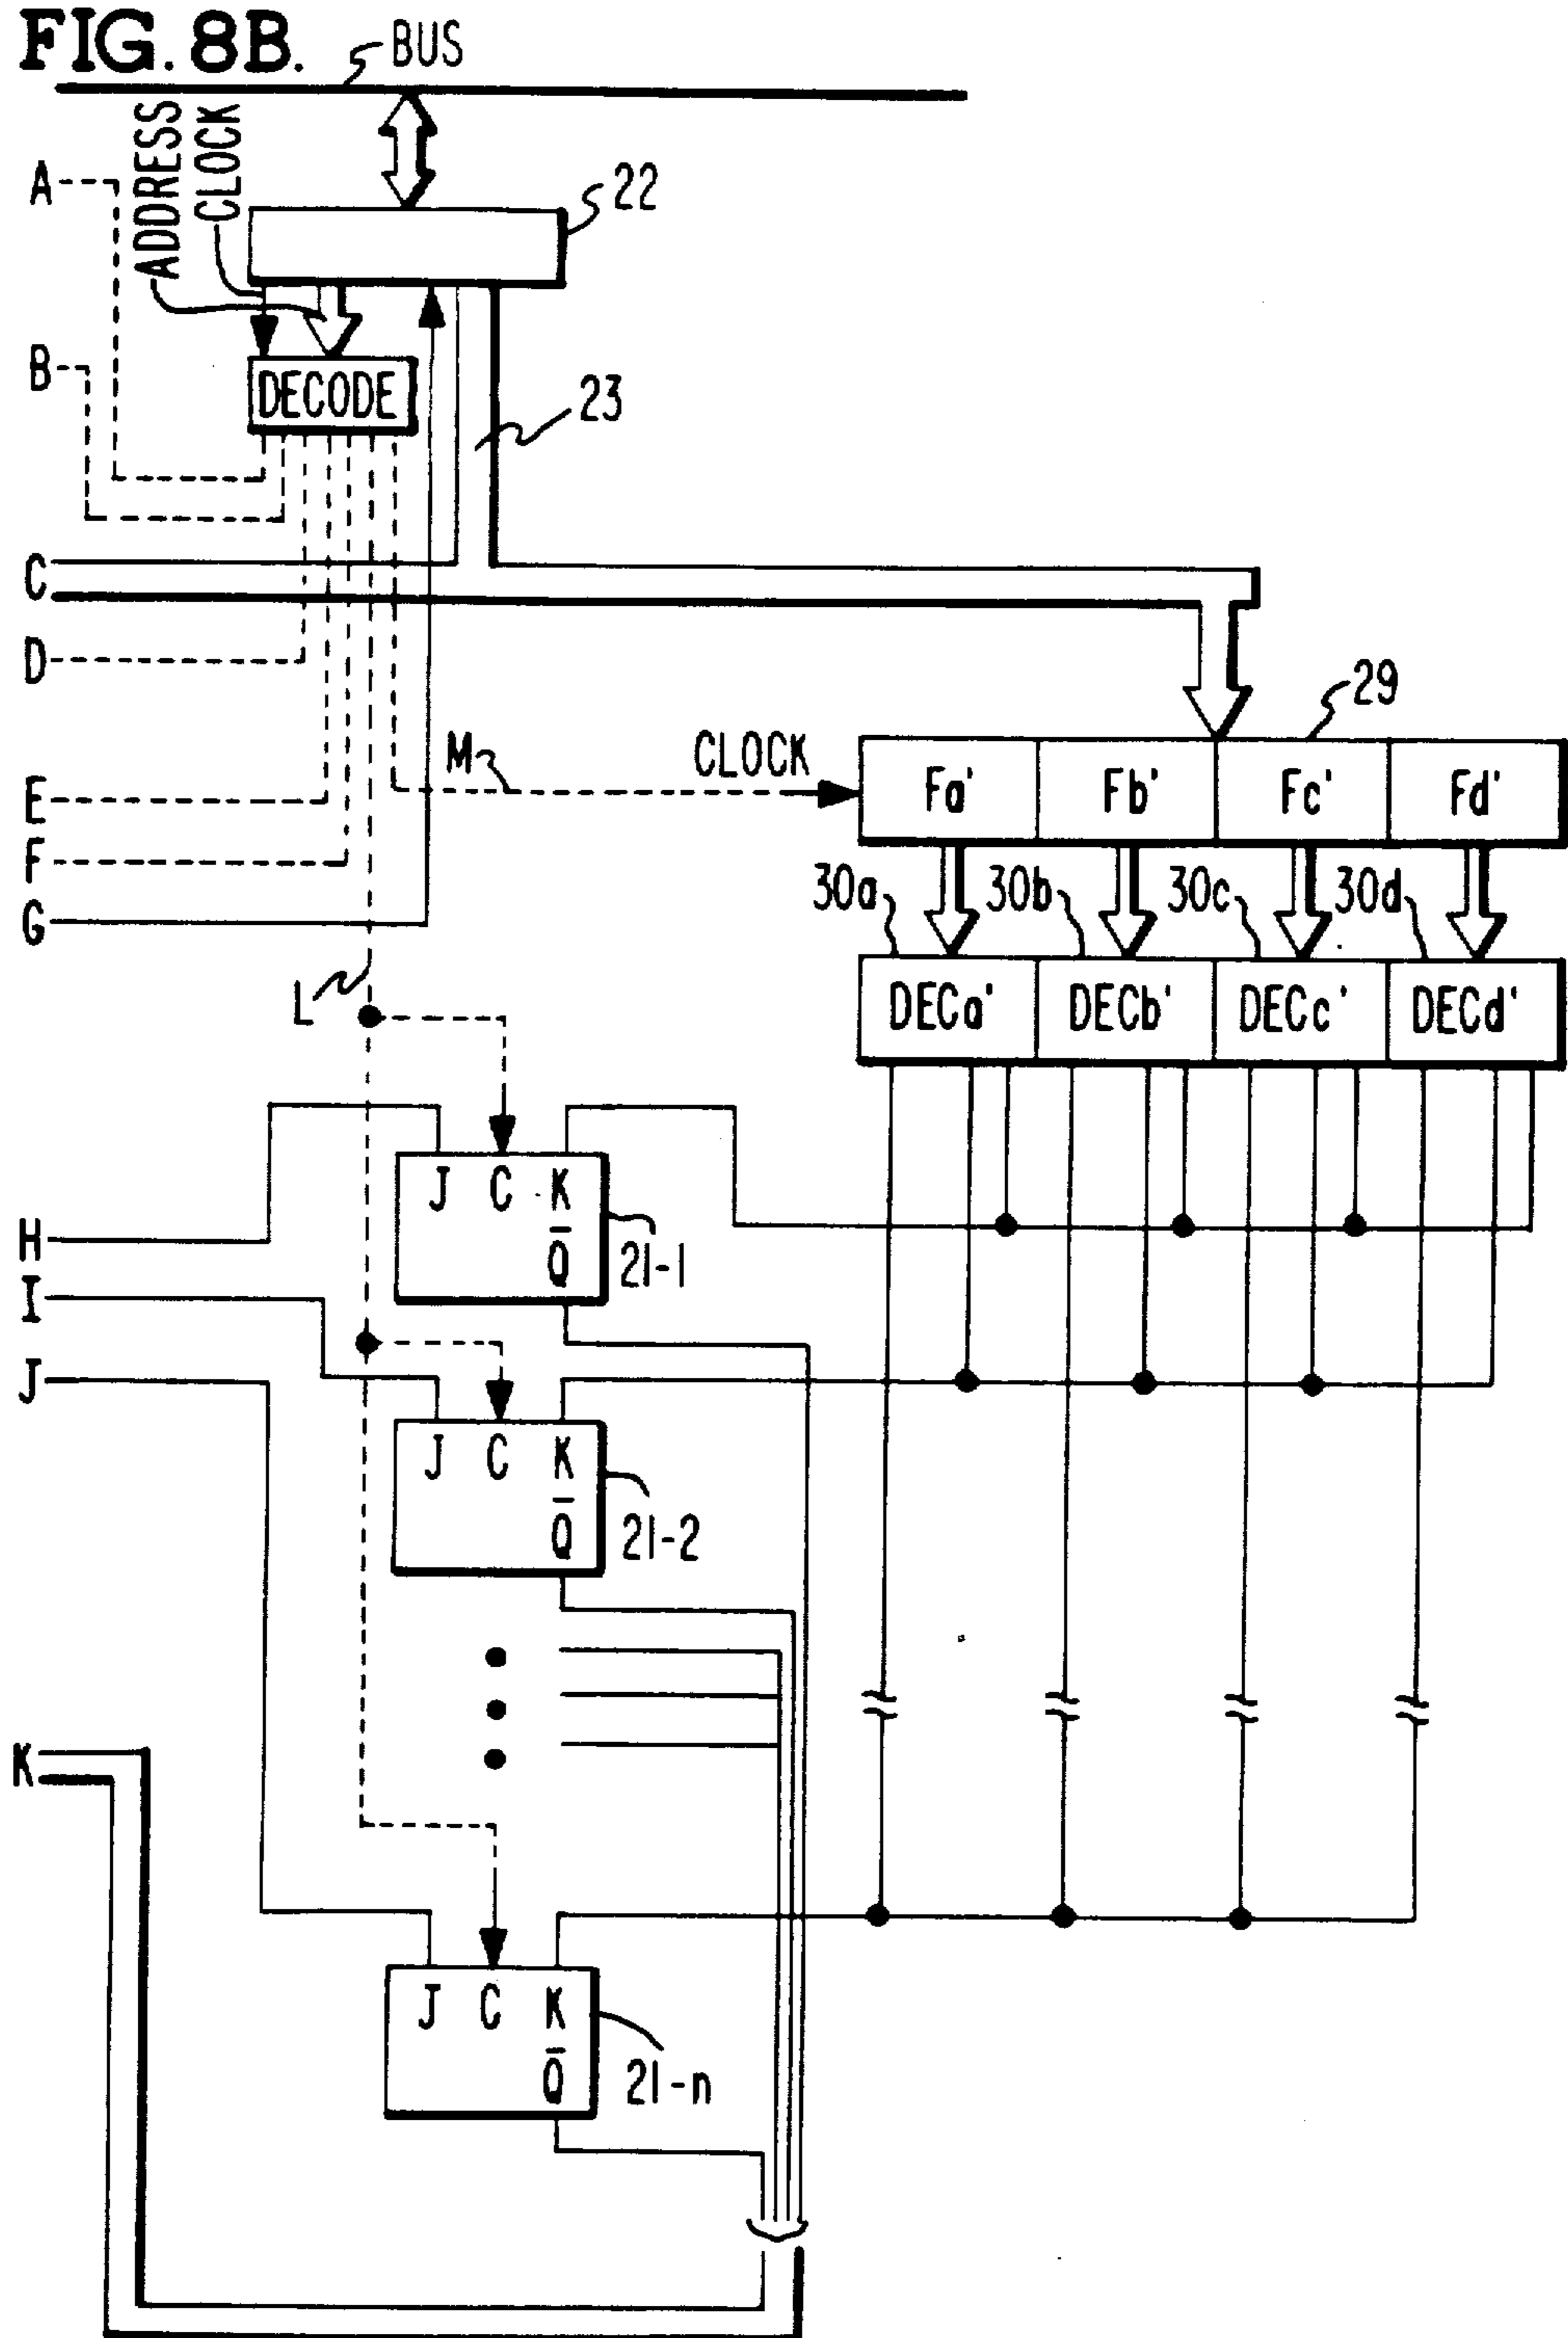 FIG. 8B.
BUS
ADDRESS
CLOCK
A
22
B
DECODE
23
C
D
29
M
CLOCK
Fa' Fb' Fc' Fd'
E
F
30a 30b 30c 30d
G
L
DECa' DECb' DECc' DECd'
J C K
Q̅
21-1
H
I
J
J C K
Q̅
21-2
K
J C K
Q̅
21-n